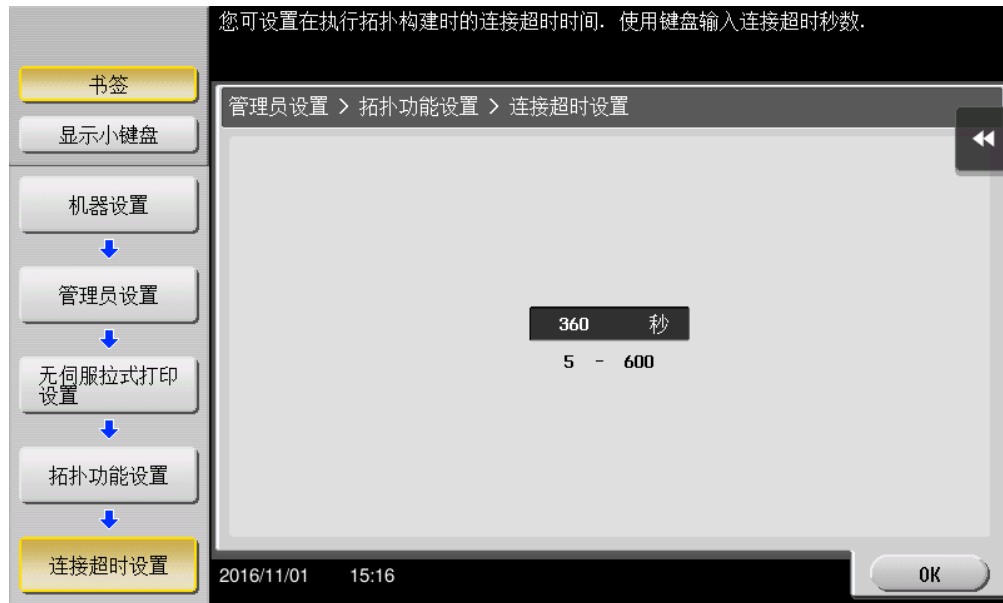 您可设置在执行拓扑构建时的连接超时时间. 使用键盘输入连接超时秒数.
书签
显示小键盘
机器设置
管理员设置
无伺服拉式打印
设置
拓扑功能设置
连接超时设置
管理员设置 > 拓扑功能设置 > 连接超时设置
360 秒
5 - 600
2016/11/01 15:16
OK